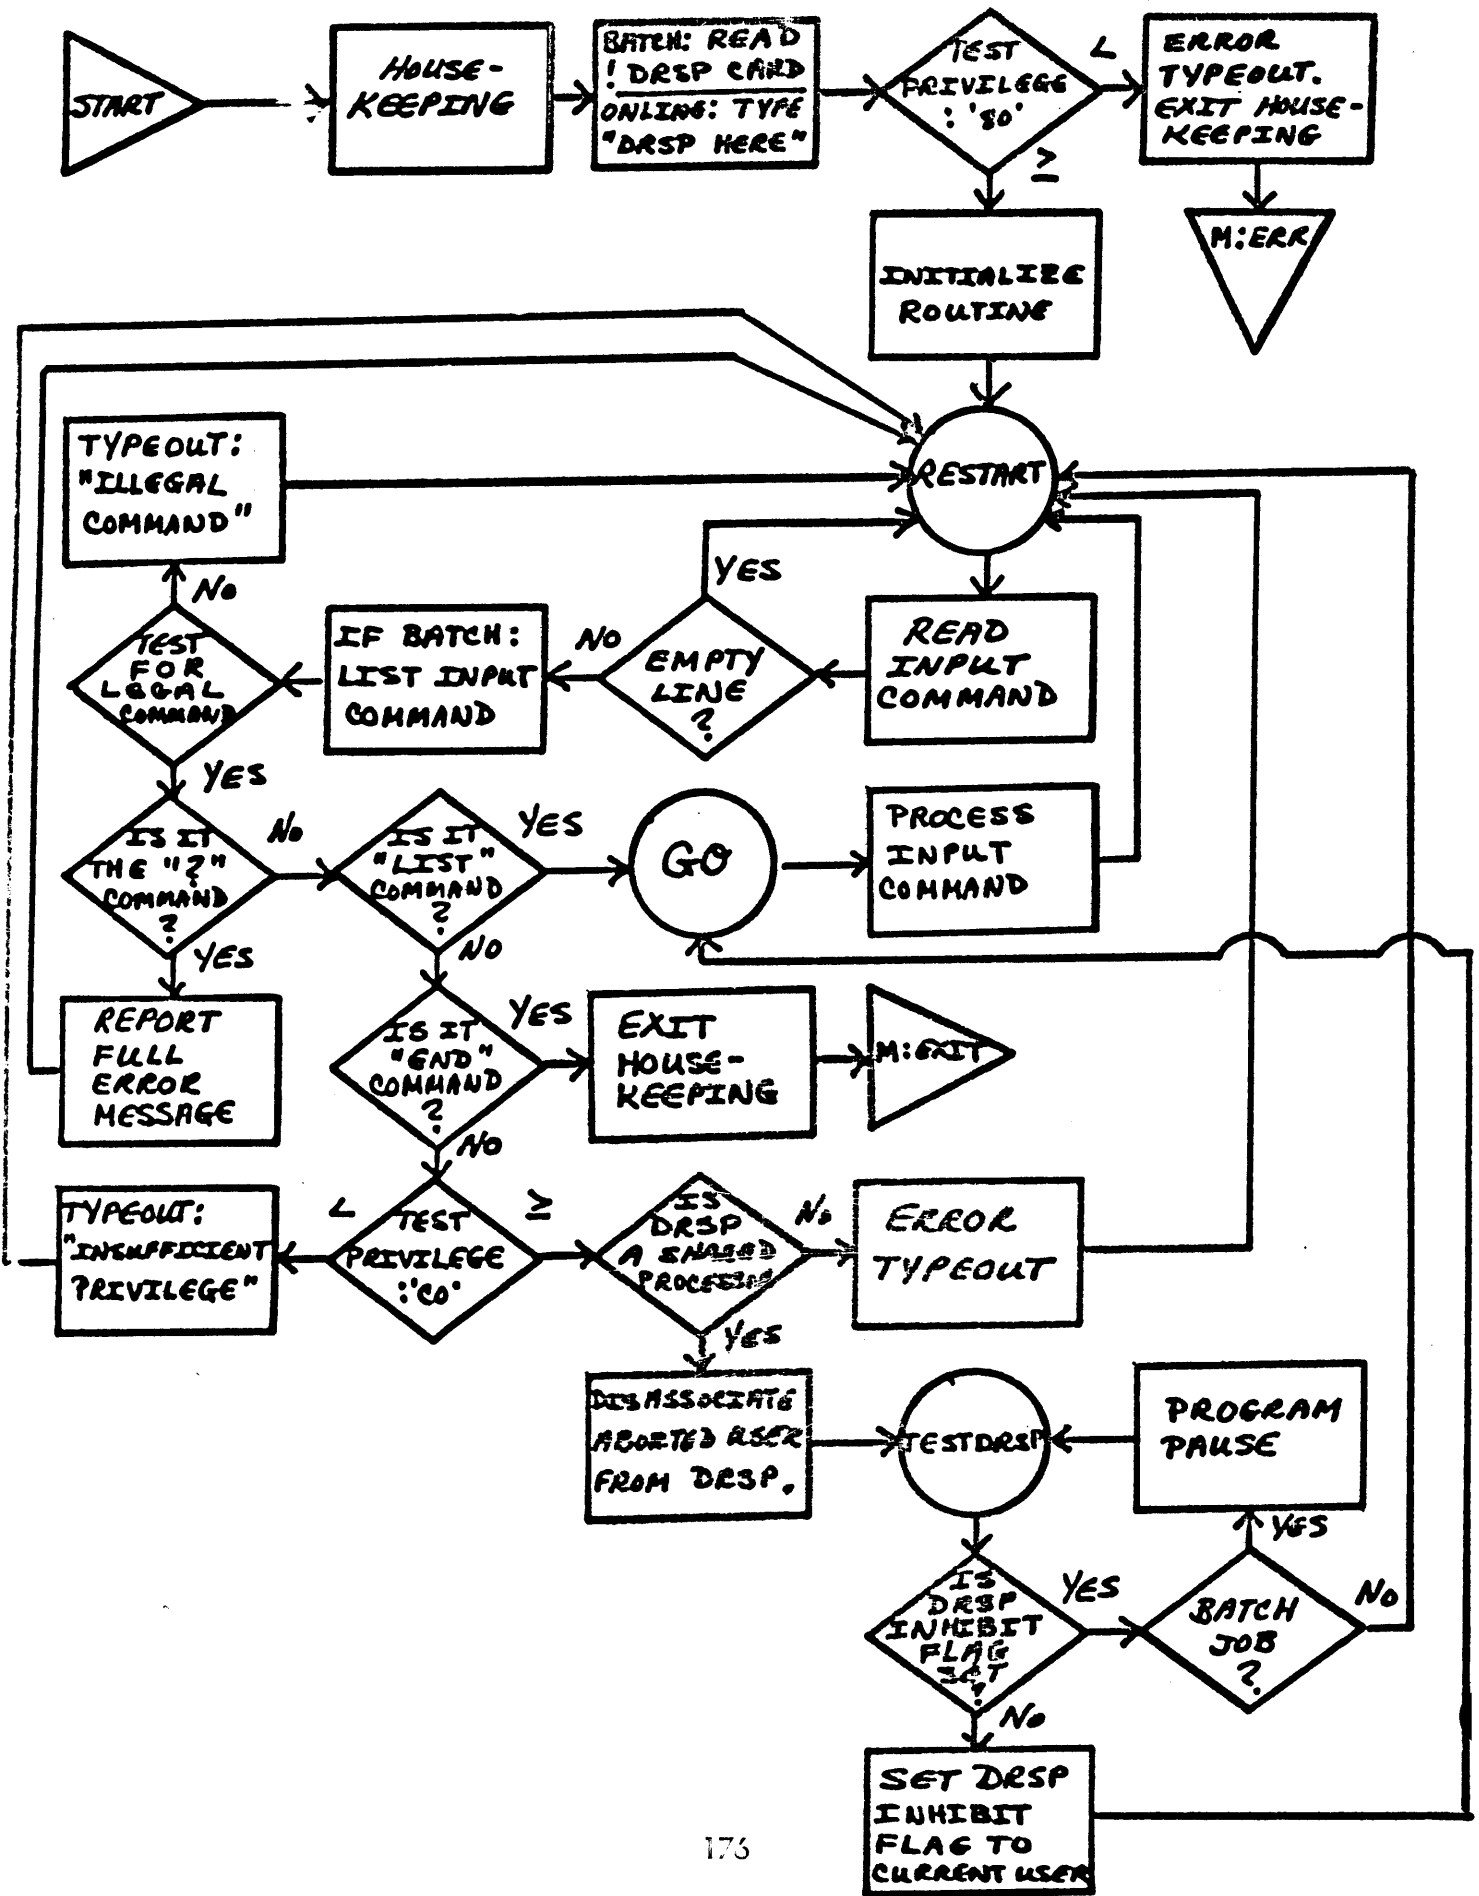 START
HOUSE-
KEEPING
BATCH: READ
! DRSP CARD
ONLINE: TYPE
"DRSP HERE"
TEST
PRIVILEGE
: '80'
<
≥
ERROR
TYPEOUT.
EXIT HOUSE-
KEEPING
M:ERR
INITIALIZE
ROUTINE
RESTART
TYPEOUT:
"ILLEGAL
COMMAND"
NO
YES
READ
INPUT
COMMAND
EMPTY
LINE
?
NO
IF BATCH:
LIST INPUT
COMMAND
TEST
FOR
LEGAL
COMMAND
YES
IS IT
THE "?"
COMMAND
?
NO
YES
IS IT
"LIST"
COMMAND
?
YES
NO
GO
PROCESS
INPUT
COMMAND
REPORT
FULL
ERROR
MESSAGE
IS IT
"END"
COMMAND
?
YES
NO
EXIT
HOUSE-
KEEPING
M:EXIT
TYPEOUT:
"INSUFFICIENT
PRIVILEGE"
<
TEST
PRIVILEGE
:'C0'
≥
IS
DRSP
A SHARED
PROCESSOR
NO
YES
ERROR
TYPEOUT
DISASSOCIATE
ABORTED USER
FROM DRSP.
TESTDRSP
PROGRAM
PAUSE
YES
IS
DRSP
INHIBIT
FLAG
SET
?
YES
NO
BATCH
JOB
?
NO
SET DRSP
INHIBIT
FLAG TO
CURRENT USER
176